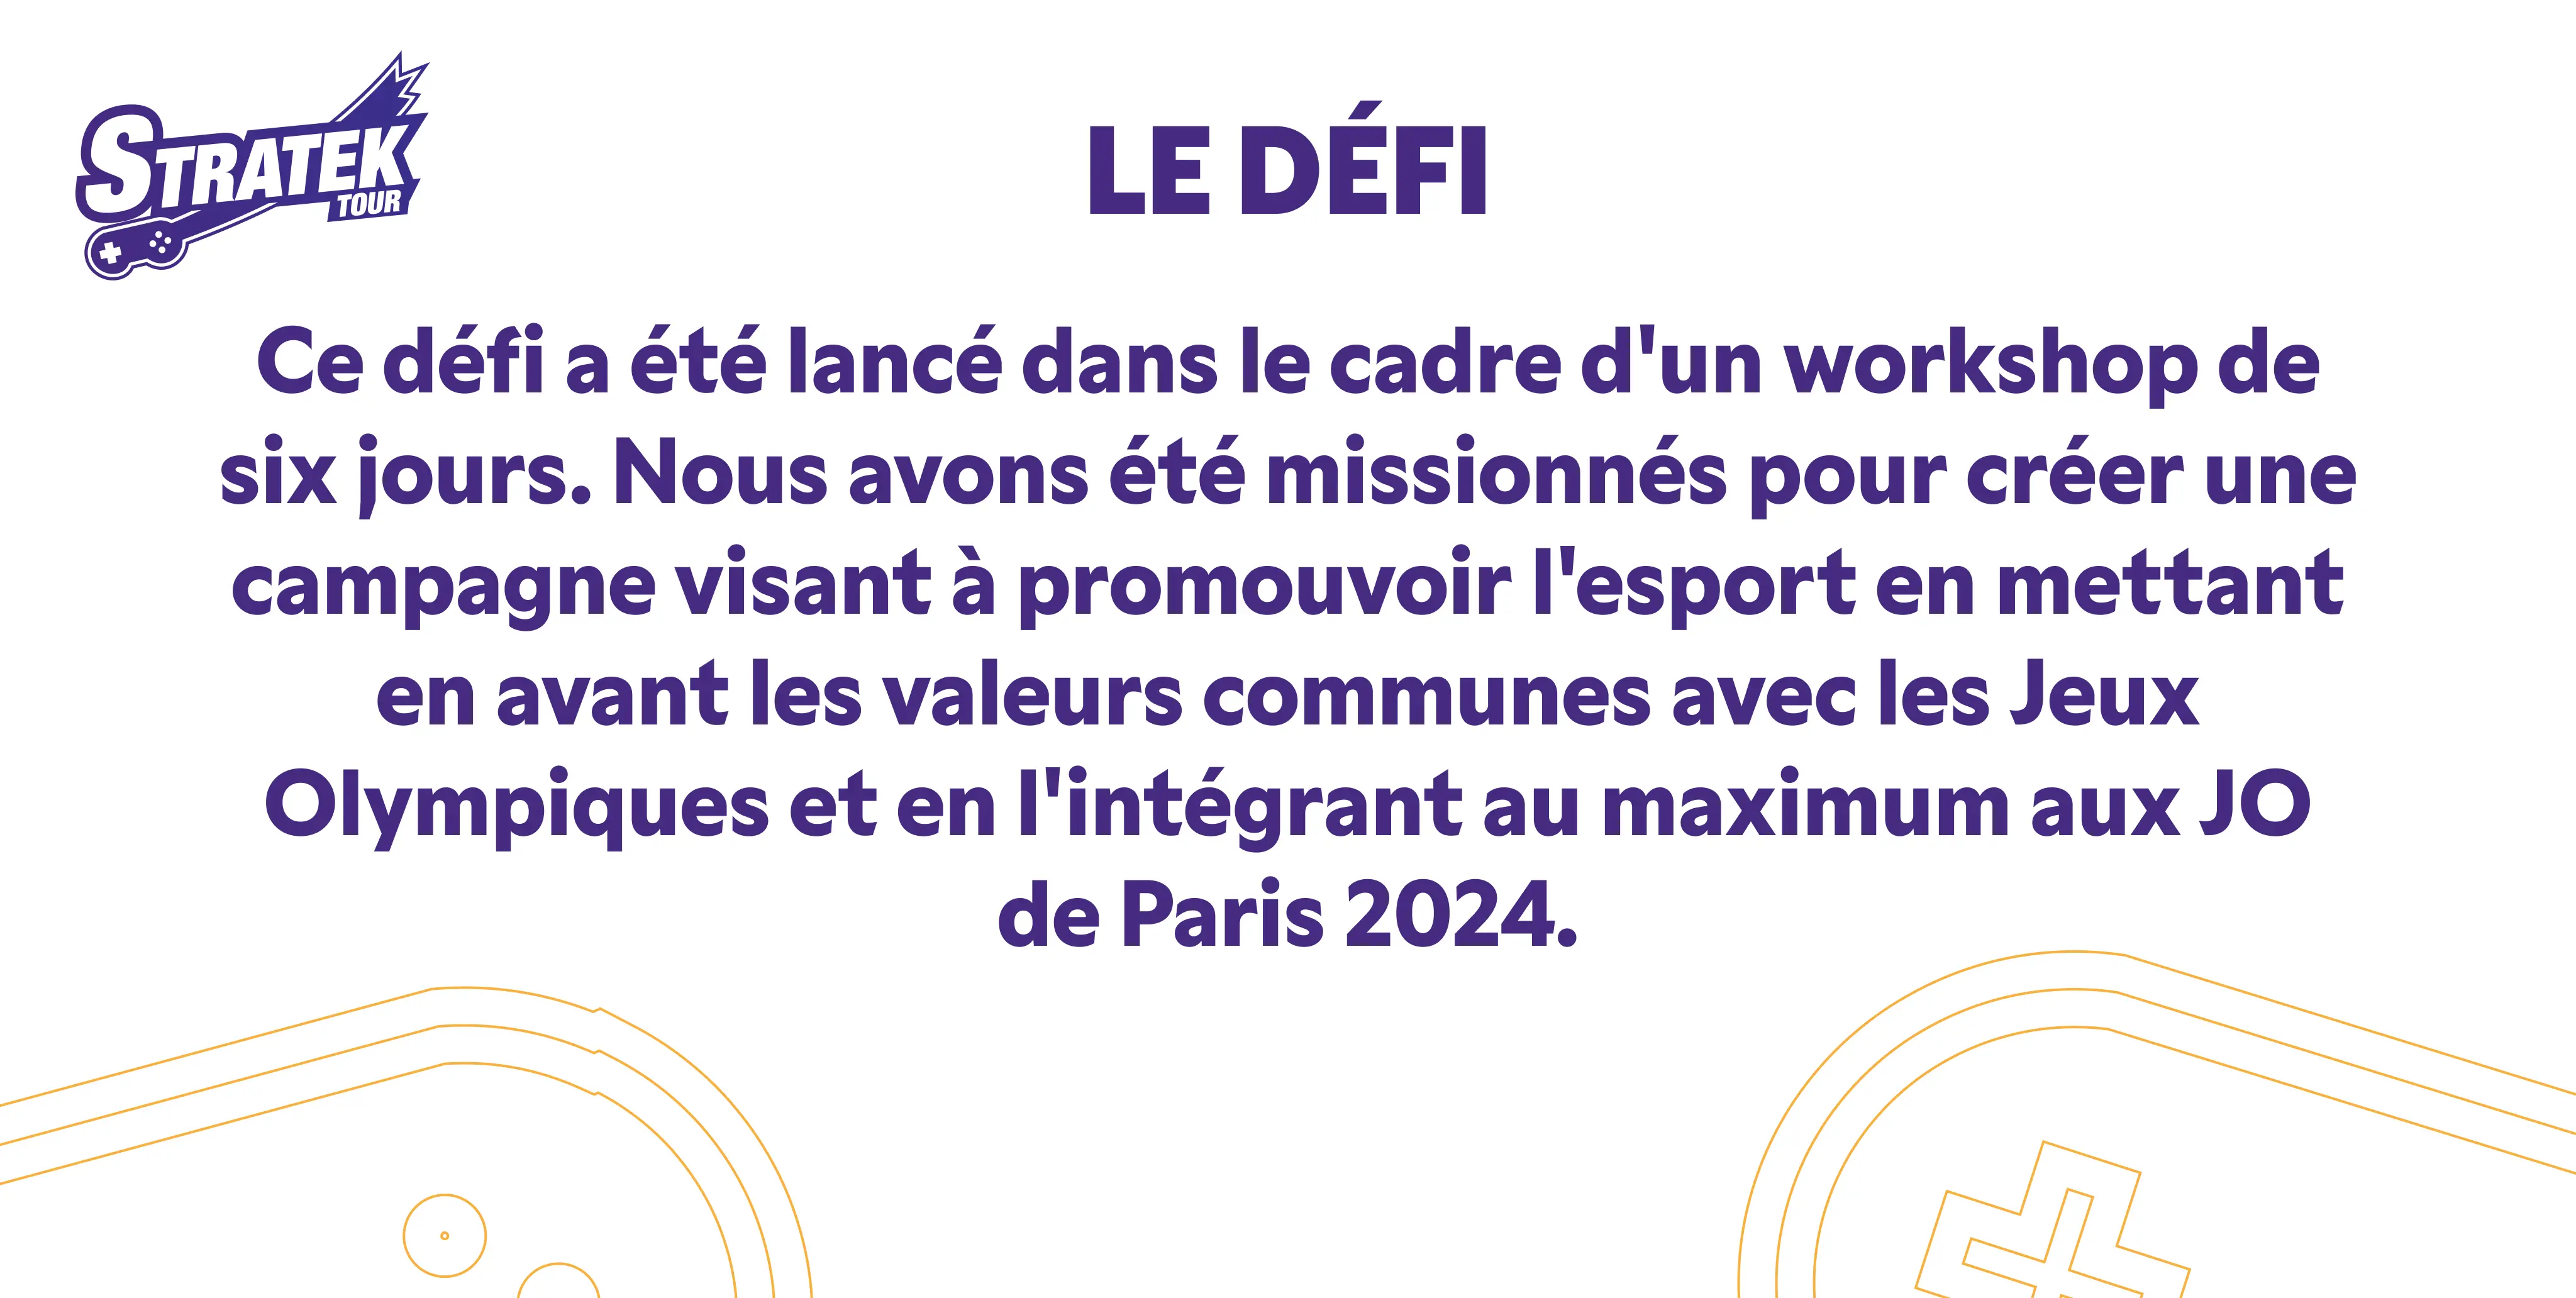 STRATEK
TOUR
LE DÉFI
Ce défi a été lancé dans le cadre d'un workshop de
six jours. Nous avons été missionnés pour créer une
campagne visant à promouvoir l'esport en mettant
en avant les valeurs communes avec les Jeux
Olympiques et en l'intégrant au maximum aux JO
de Paris 2024.